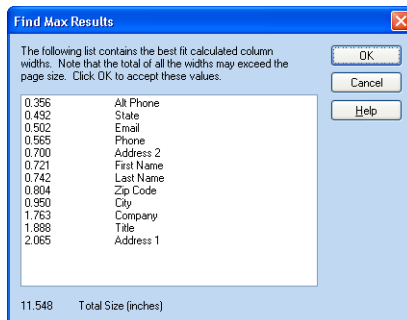 Find Max Results
The following list contains the best fit calculated column
widths. Note that the total of all the widths may exceed the
page size. Click OK to accept these values.
OK
Cancel
Help
0.356 Alt Phone
0.492 State
0.502 Email
0.565 Phone
0.700 Address 2
0.721 First Name
0.742 Last Name
0.804 Zip Code
0.950 City
1.763 Company
1.888 Title
2.065 Address 1
11.548 Total Size (inches)